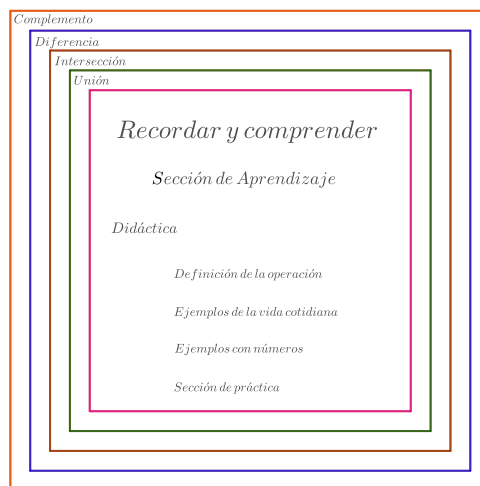 Complemento
Diferencia
Intersección
Unión
Recordar y comprender
Sección de Aprendizaje
Didáctica
Definición de la operación
Ejemplos de la vida cotidiana
Ejemplos con números
Sección de práctica